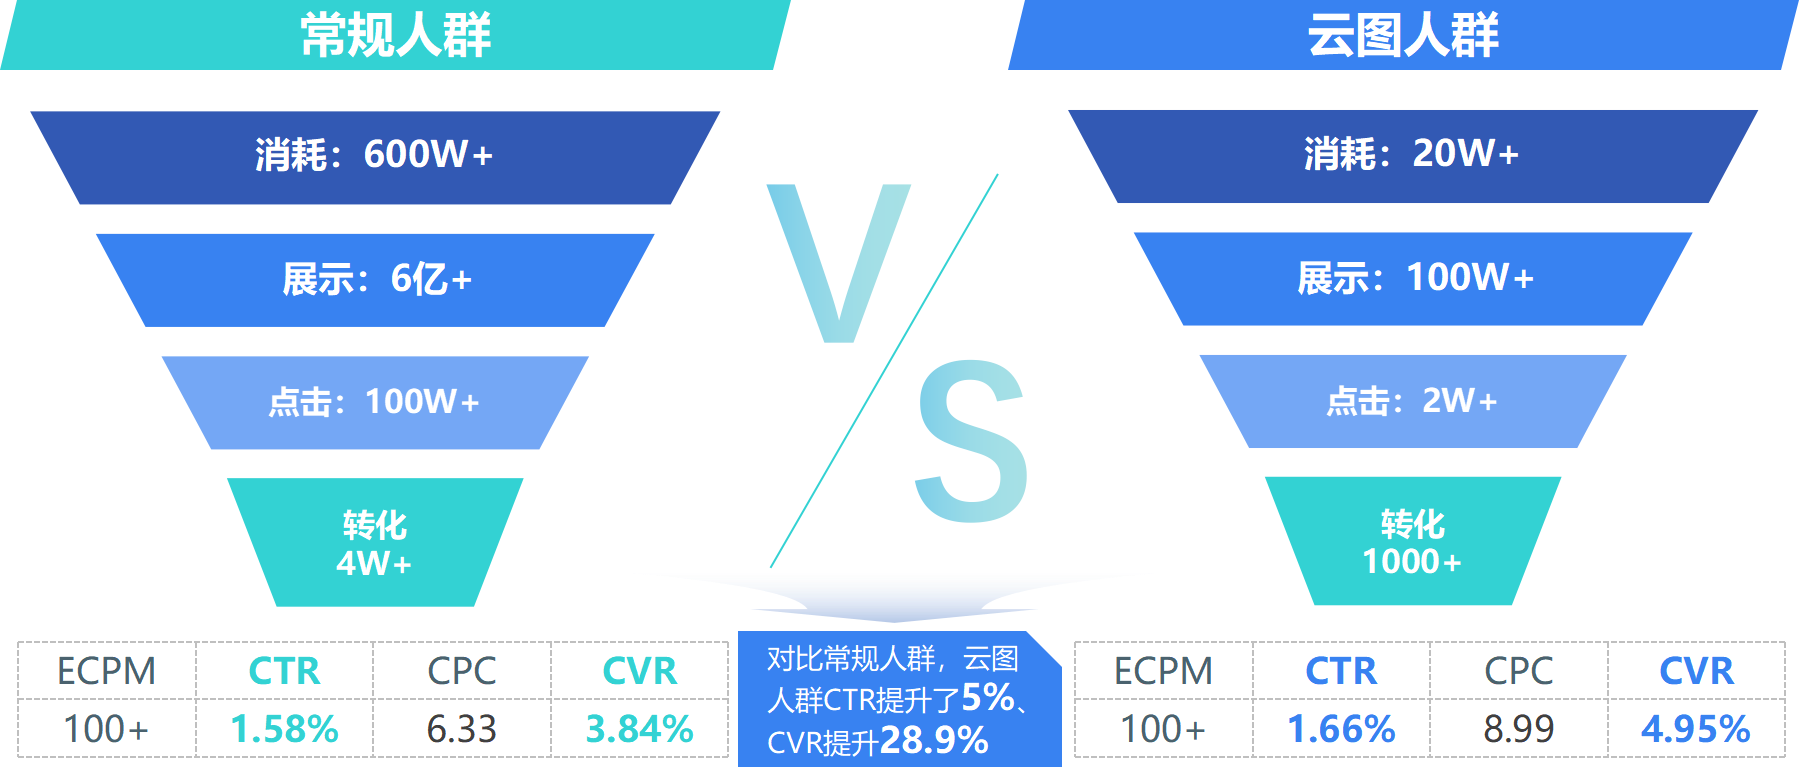 常规人群
消耗：600W+
展示：6亿+
点击：100W+
转化
4W+
ECPM CTR CPC CVR
100+ 1.58% 6.33 3.84%
VS
对比常规人群，云图
人群CTR提升了5%、
CVR提升28.9%
云图人群
消耗：20W+
展示：100W+
点击：2W+
转化
1000+
ECPM CTR CPC CVR
100+ 1.66% 8.99 4.95%